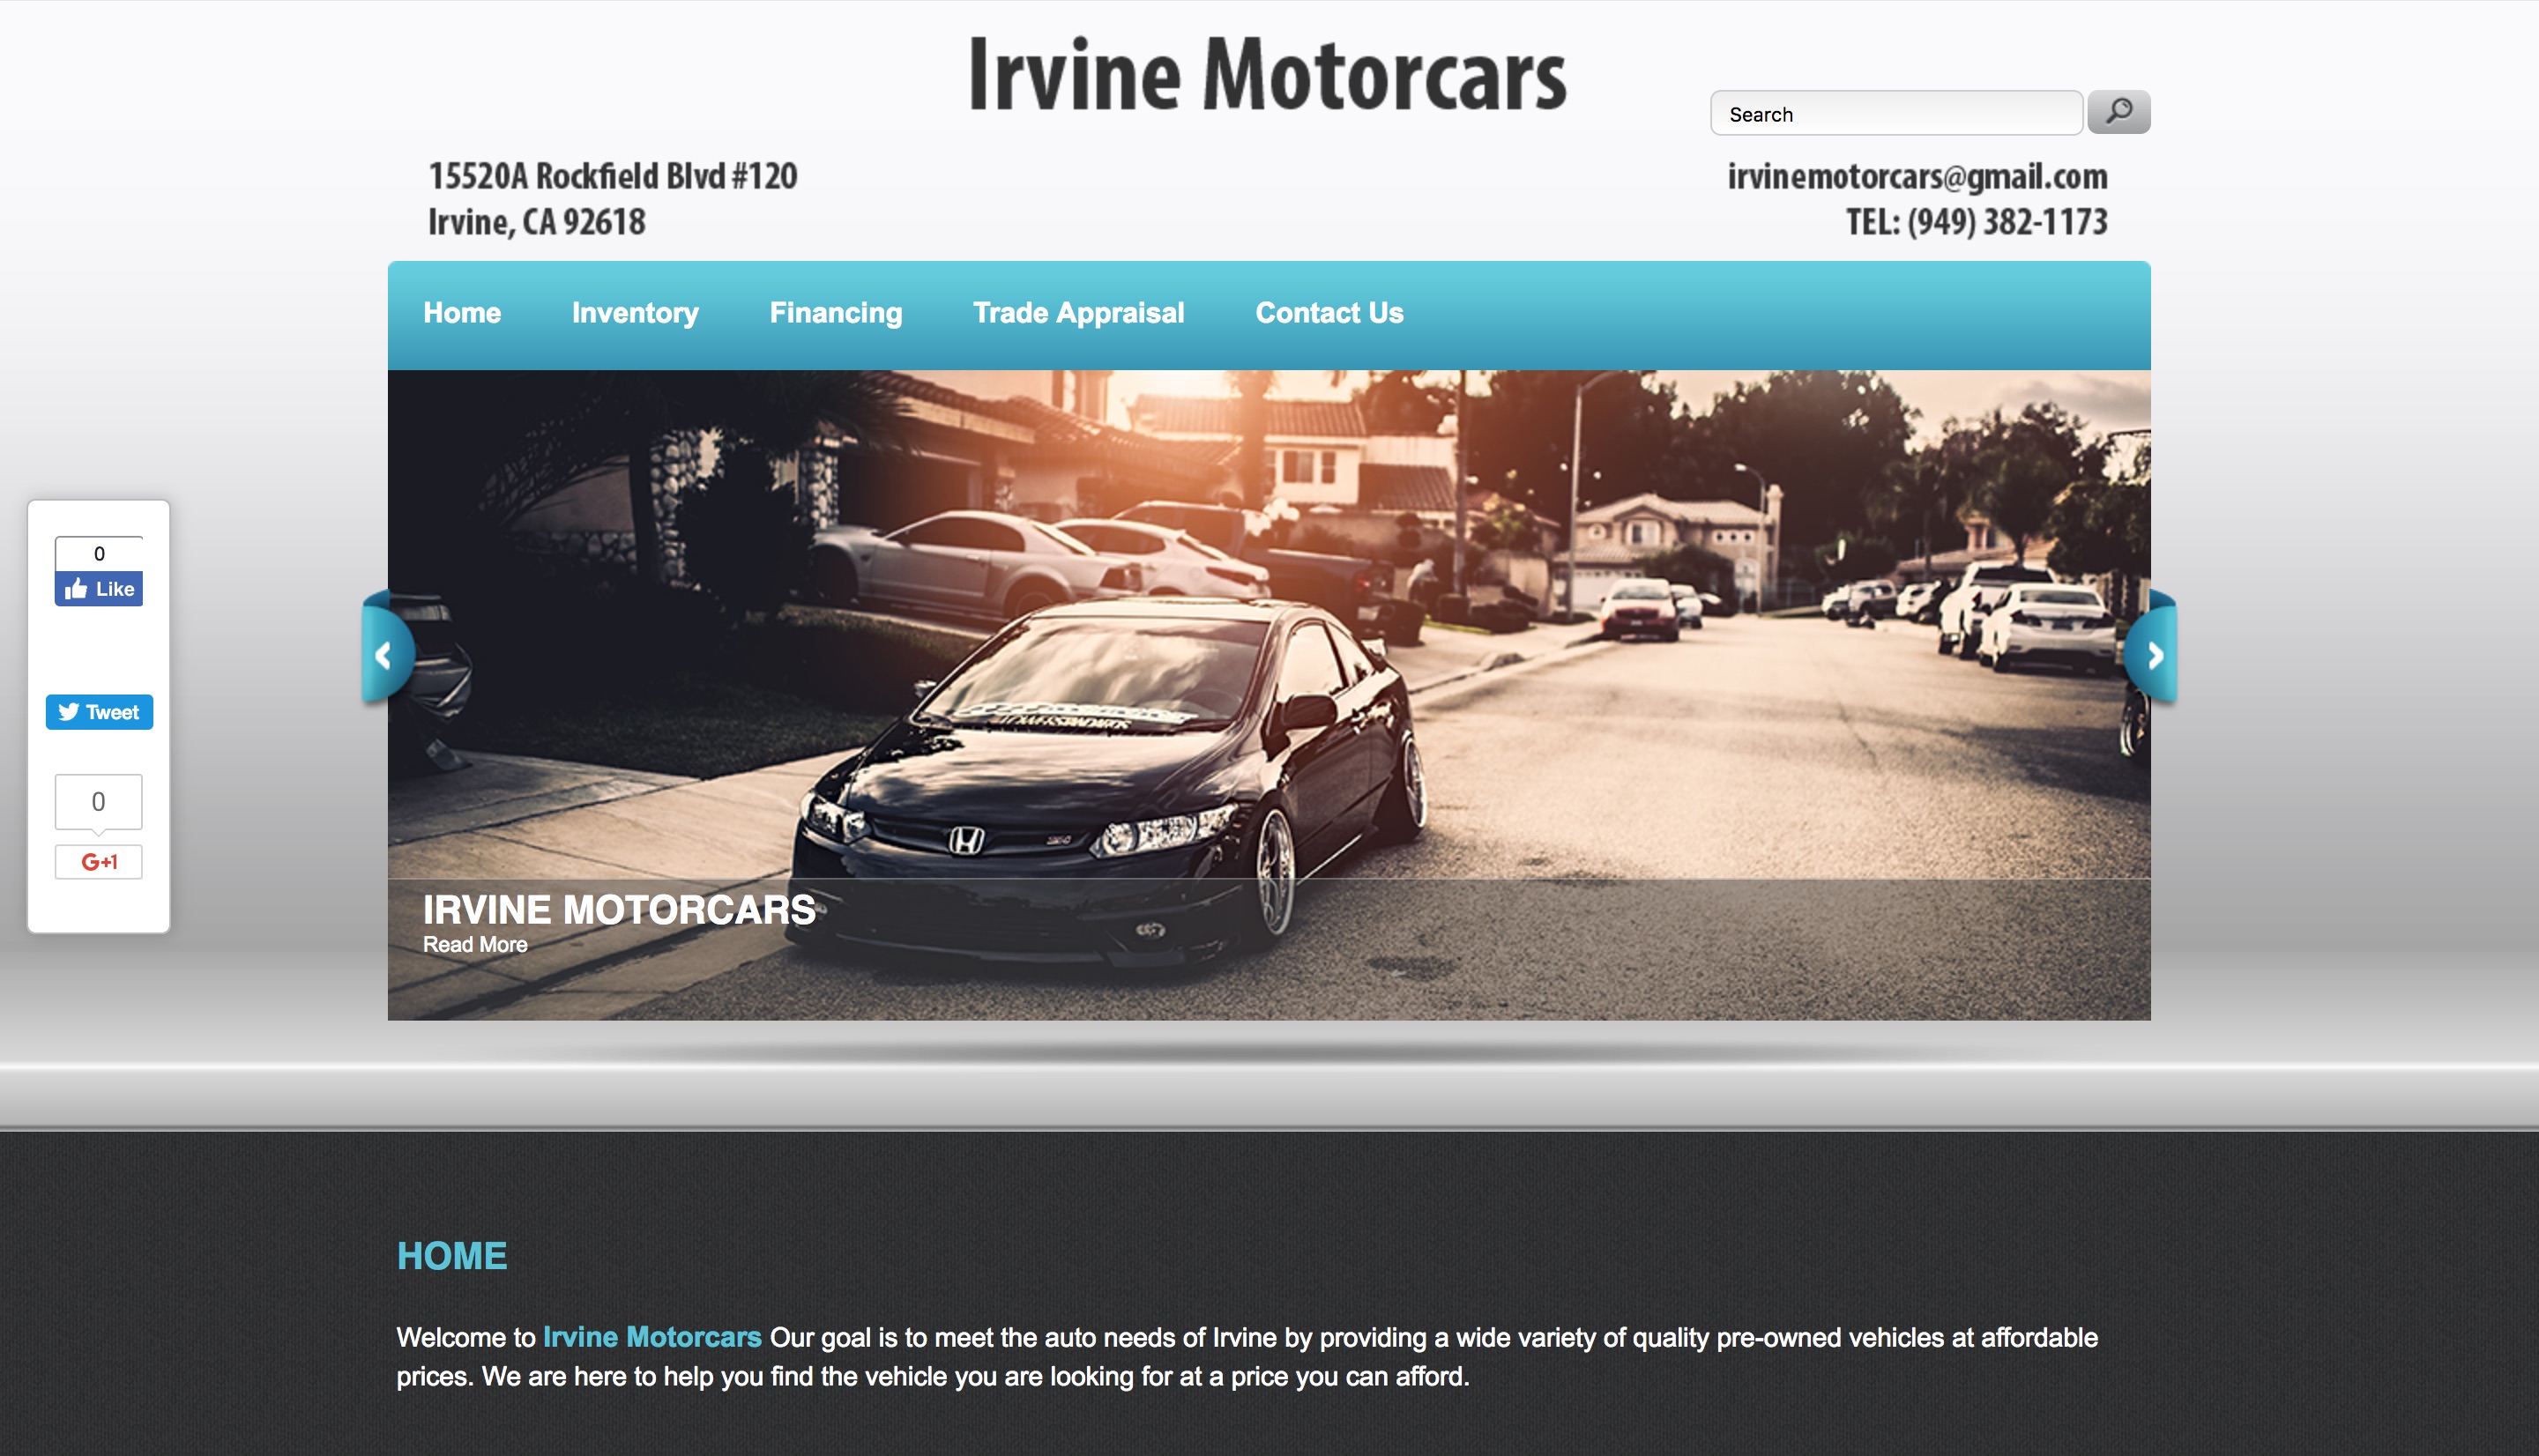 Irvine Motorcars
Search
15520A Rockfield Blvd #120
Irvine, CA 92618
irvinemotorcars@gmail.com
TEL: (949) 382-1173
Home Inventory Financing Trade Appraisal Contact Us
0
Like
Tweet
0
G+1
IRVINE MOTORCARS
Read More
HOME
Welcome to Irvine Motorcars Our goal is to meet the auto needs of Irvine by providing a wide variety of quality pre-owned vehicles at affordable
prices. We are here to help you find the vehicle you are looking for at a price you can afford.